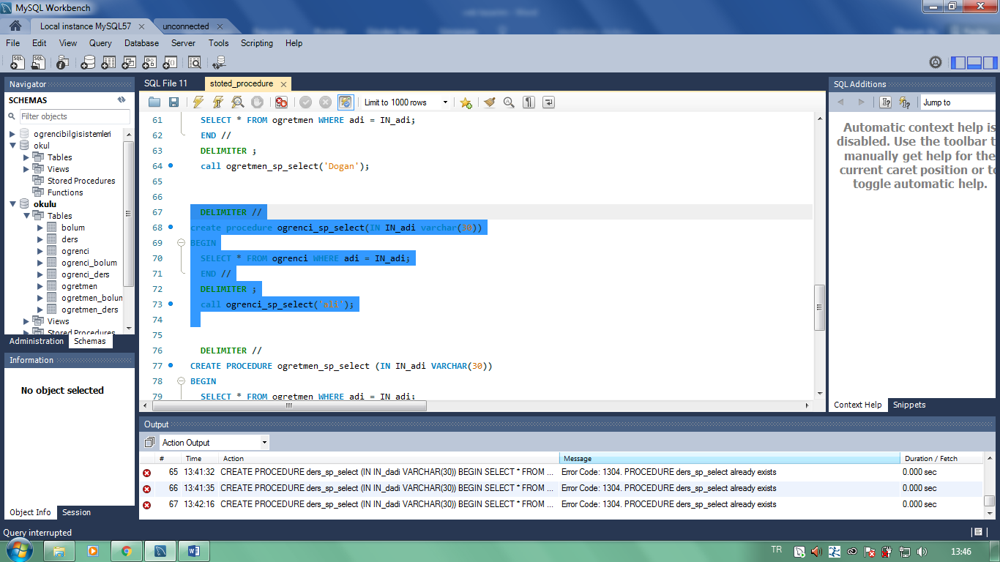 MySQL Workbench
Local instance MySQL57
unconnected
File Edit View Query Database Server Tools Scripting Help
Navigator
SCHEMAS
Filter objects
ogrencibilgisistemleri
okul
Tables
Views
Stored Procedures
Functions
okulu
Tables
bolum
ders
ogrenci
ogrenci_bolum
ogrenci_ders
ogretmen
ogretmen_bolun
ogretmen_ders
Views
Stored Procedures
Administration Schemas
Information
No object selected
Object Info Session
Query interrupted
SQL File 11
stoted_procedure
Limit to 1000 rows
61 SELECT * FROM ogretmen WHERE adi = IN_adi;
62 END //
63 DELIMITER ;
64 call ogretmen_sp_select('Dogan');
65
66
67 DELIMITER //
68 create procedure ogrenci_sp_select(IN IN_adi varchar(30))
69 BEGIN
70 SELECT * FROM ogrenci WHERE adi = IN_adi;
71 END //
72 DELIMITER ;
73 call ogrenci_sp_select('ali');
74
75
76 DELIMITER //
77 CREATE PROCEDURE ogretmen_sp_select (IN IN_adi VARCHAR(30))
78 BEGIN
79 SELECT * FROM ogretmen WHERE adi = IN_adi;
SQL Additions
Jump to
Automatic context help is
disabled. Use the toolbar t
manually get help for the
current caret position or to
toggle automatic help.
Context Help Snippets
Output
Action Output
# Time Action Message Duration / Fetch
65 13:41:32 CREATE PROCEDURE ders_sp_select (IN IN_dadi VARCHAR(30)) BEGIN SELECT * FROM ... Error Code: 1304. PROCEDURE ders_sp_select already exists 0.000 sec
66 13:41:35 CREATE PROCEDURE ders_sp_select (IN IN_dadi VARCHAR(30)) BEGIN SELECT * FROM ... Error Code: 1304. PROCEDURE ders_sp_select already exists 0.000 sec
67 13:42:16 CREATE PROCEDURE ders_sp_select (IN IN_dadi VARCHAR(30)) BEGIN SELECT * FROM ... Error Code: 1304. PROCEDURE ders_sp_select already exists 0.000 sec
TR
13:46